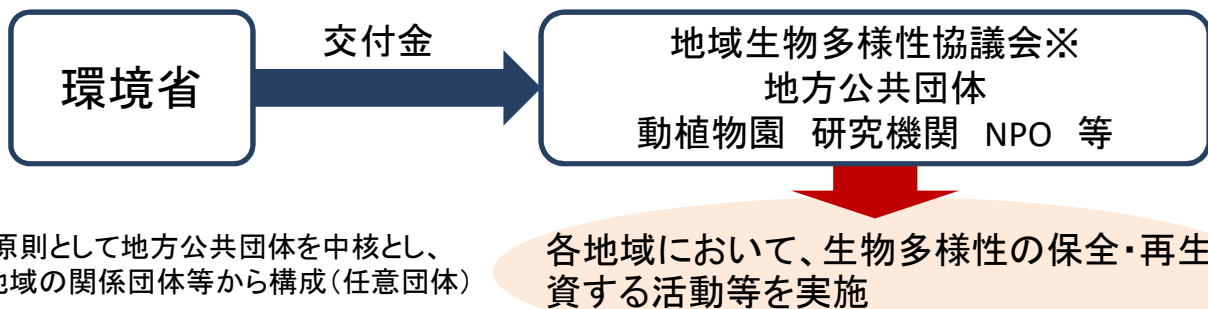 環境省
交付金
地域生物多様性協議会※
地方公共団体
動植物園 研究機関 NPO 等
原則として地方公共団体を中核とし、
地域の関係団体等から構成(任意団体)
各地域において、生物多様性の保全・再生
資する活動等を実施